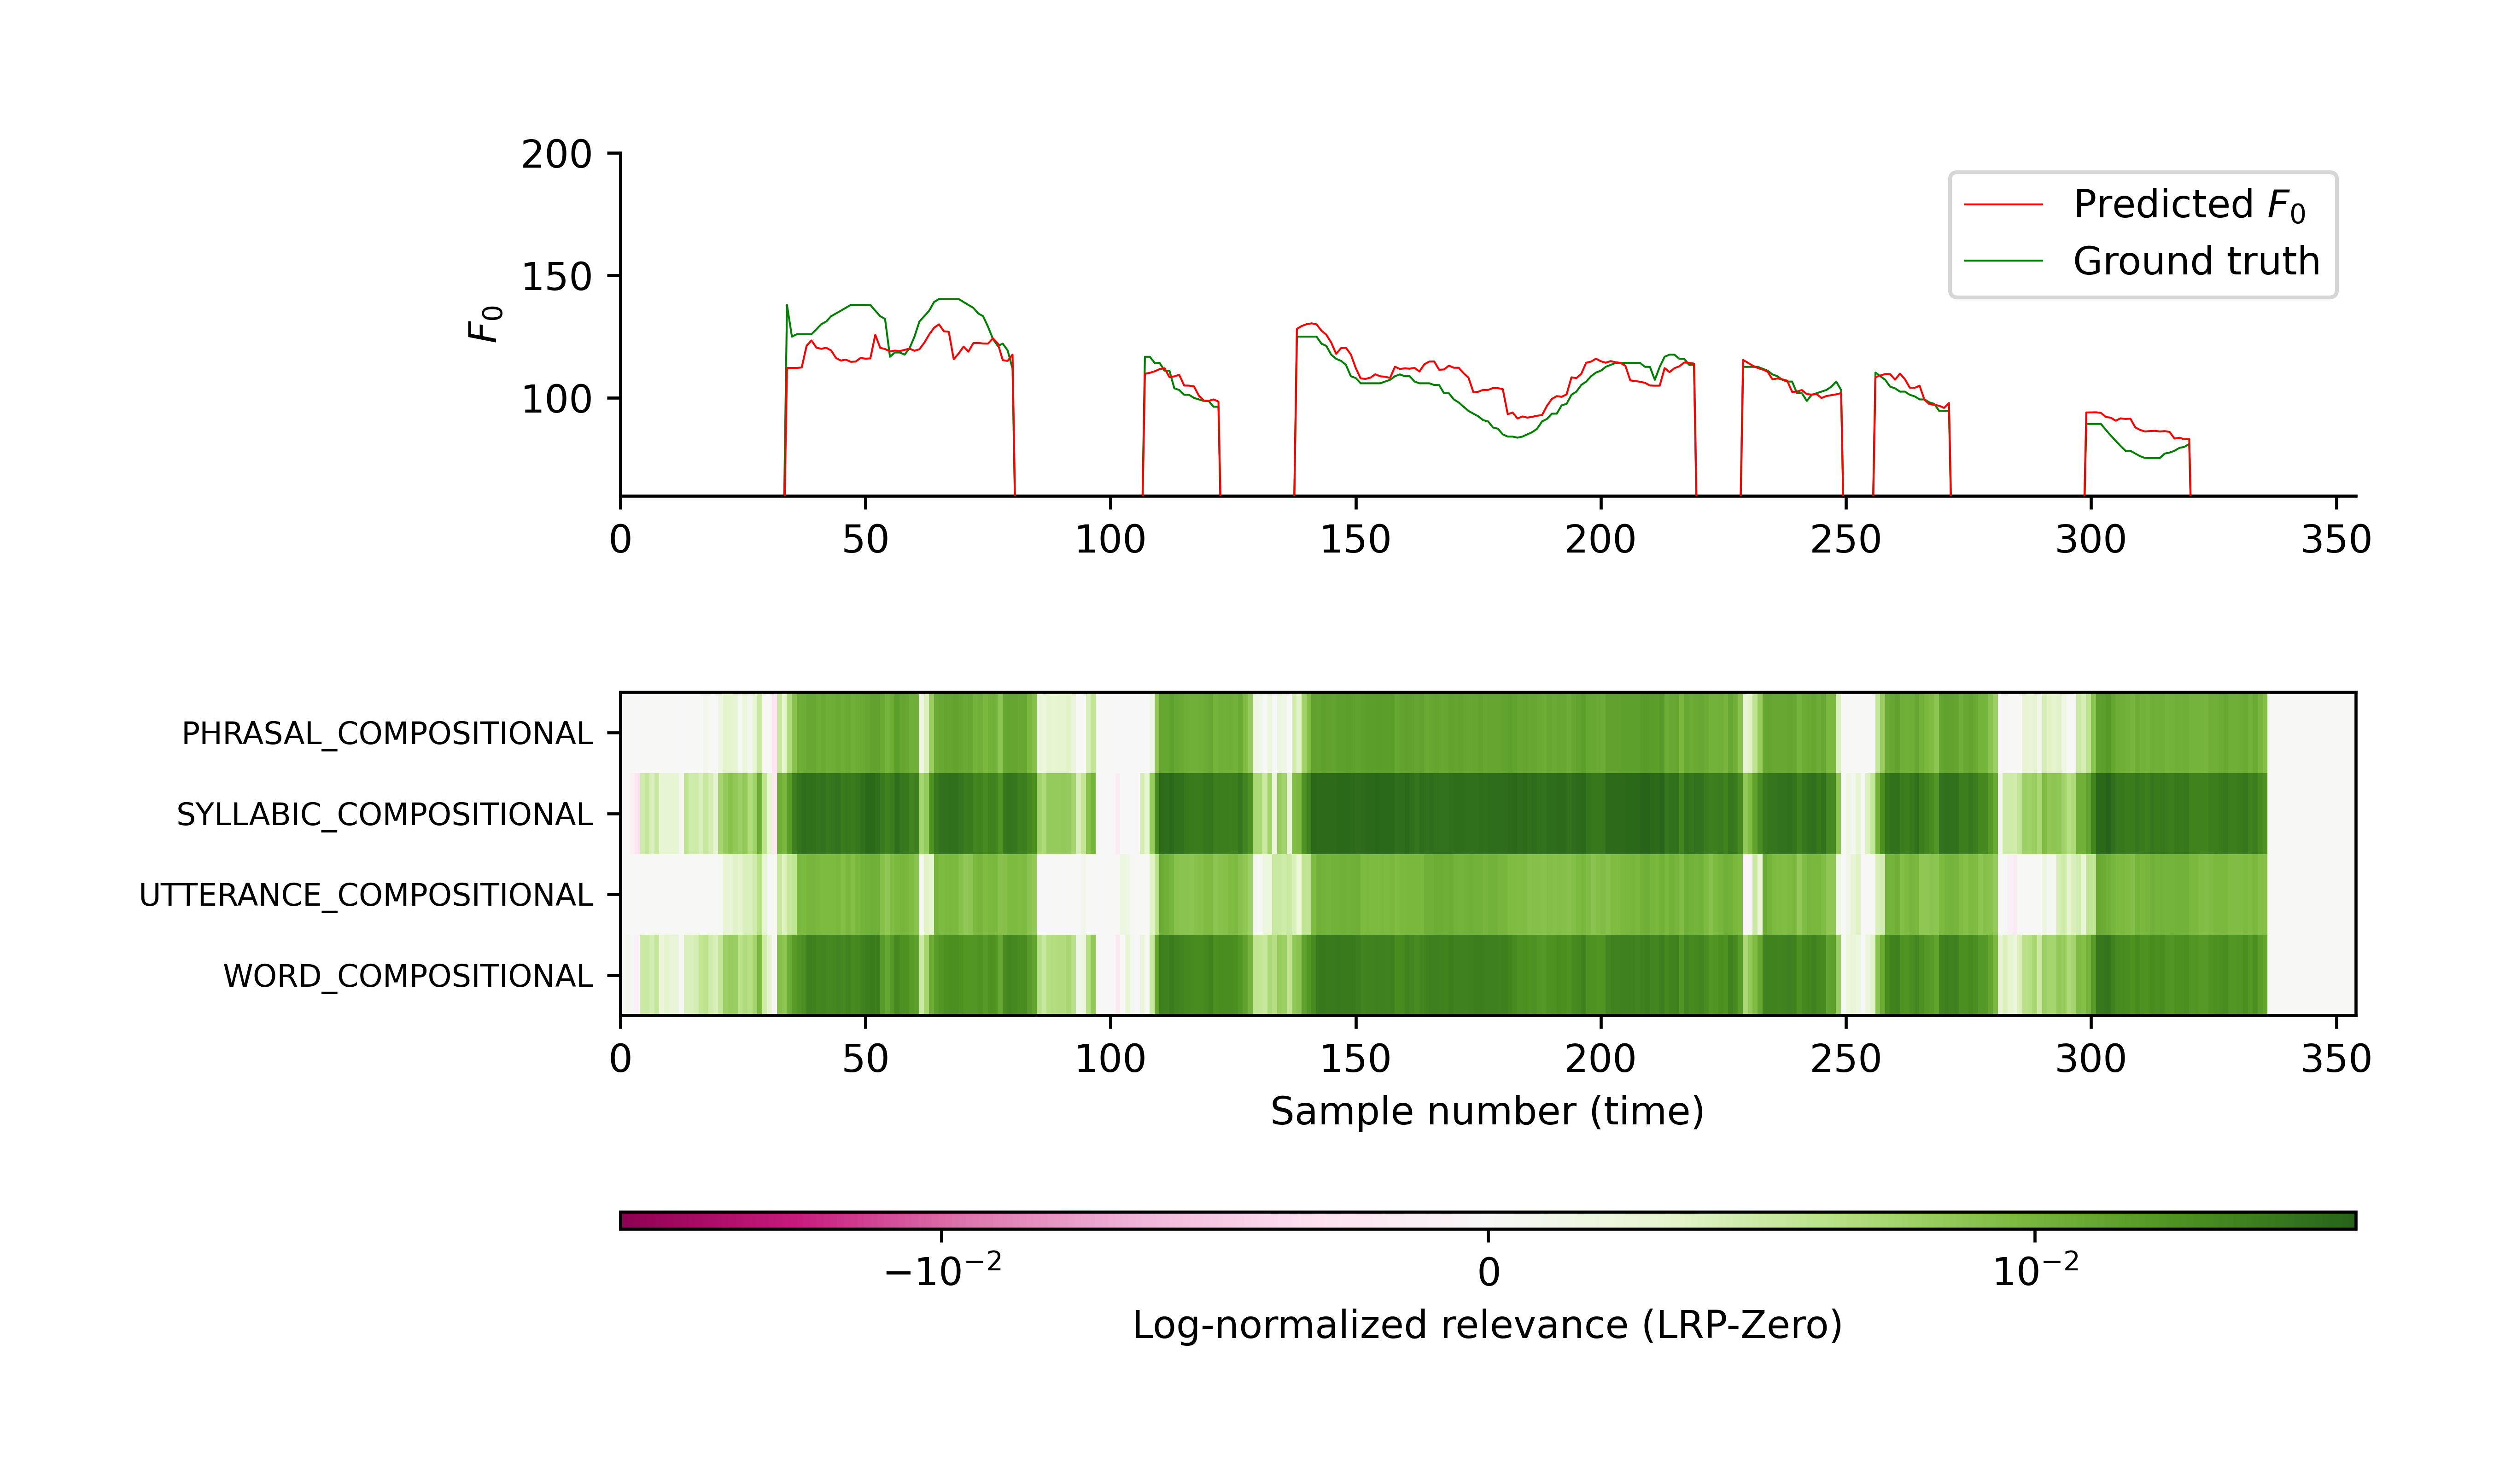 200
150
100
F₀
Predicted F₀
Ground truth
0 50 100 150 200 250 300 350
PHRASAL_COMPOSITIONAL
SYLLABIC_COMPOSITIONAL
UTTERANCE_COMPOSITIONAL
WORD_COMPOSITIONAL
0 50 100 150 200 250 300 350
Sample number (time)
−10⁻² 0 10⁻²
Log-normalized relevance (LRP-Zero)